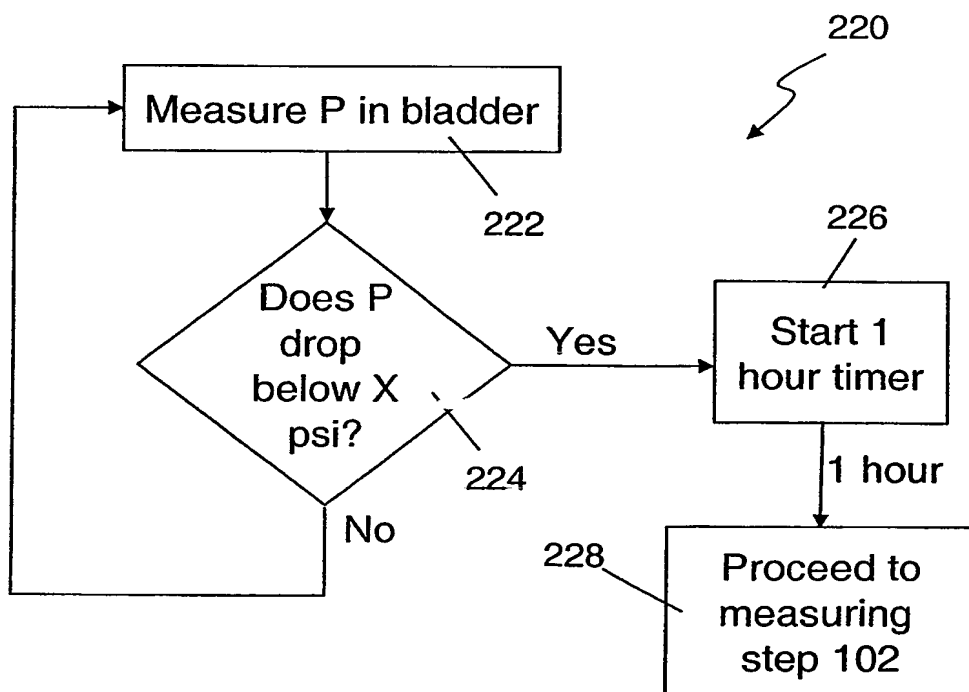 220
Measure P in bladder
222
226
Does P
drop
below X
psi?
Yes
Start 1
hour timer
224
1 hour
No
228
Proceed to
measuring
step 102